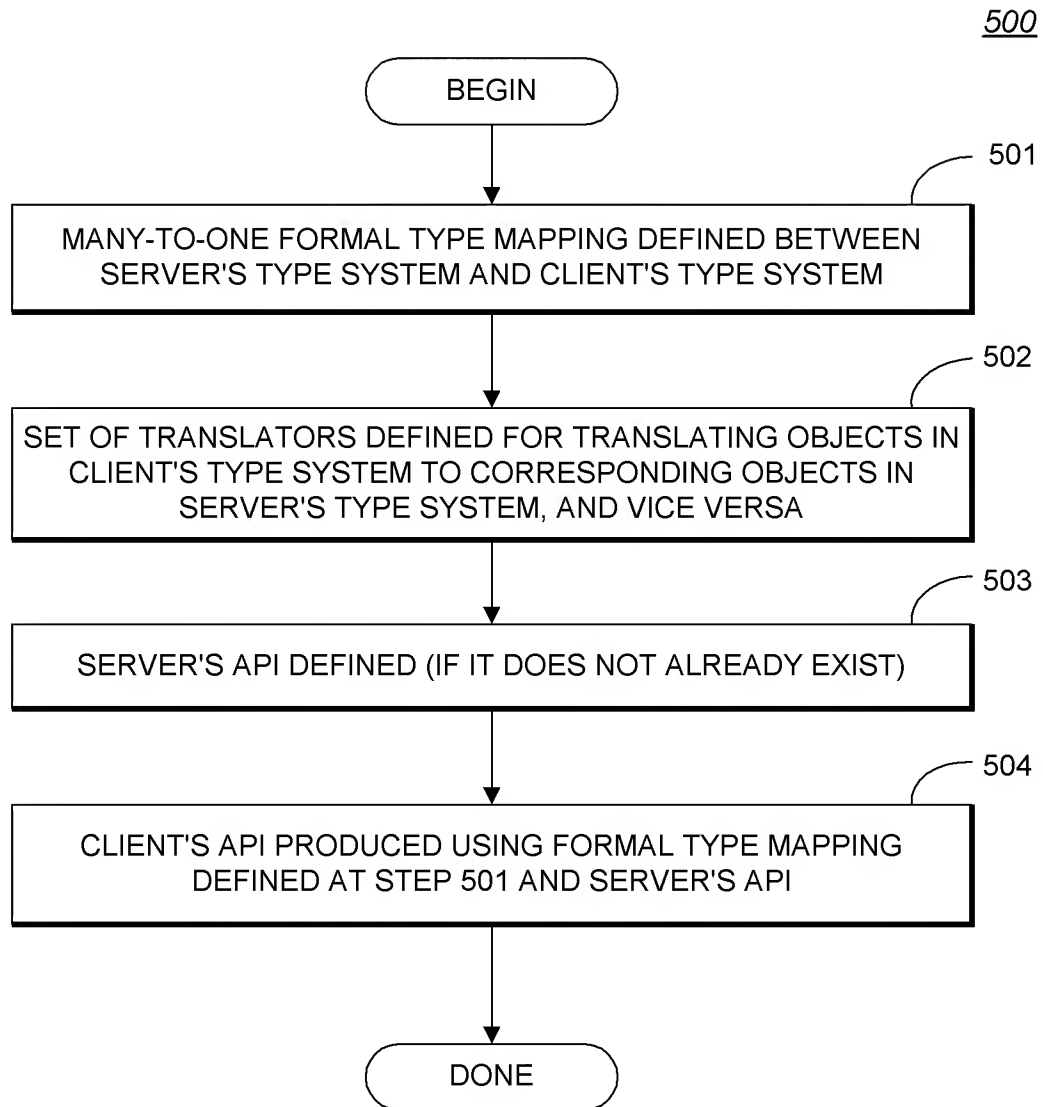 500
BEGIN
501
MANY-TO-ONE FORMAL TYPE MAPPING DEFINED BETWEEN
SERVER'S TYPE SYSTEM AND CLIENT'S TYPE SYSTEM
502
SET OF TRANSLATORS DEFINED FOR TRANSLATING OBJECTS IN
CLIENT'S TYPE SYSTEM TO CORRESPONDING OBJECTS IN
SERVER'S TYPE SYSTEM, AND VICE VERSA
503
SERVER'S API DEFINED (IF IT DOES NOT ALREADY EXIST)
504
CLIENT'S API PRODUCED USING FORMAL TYPE MAPPING
DEFINED AT STEP 501 AND SERVER'S API
DONE